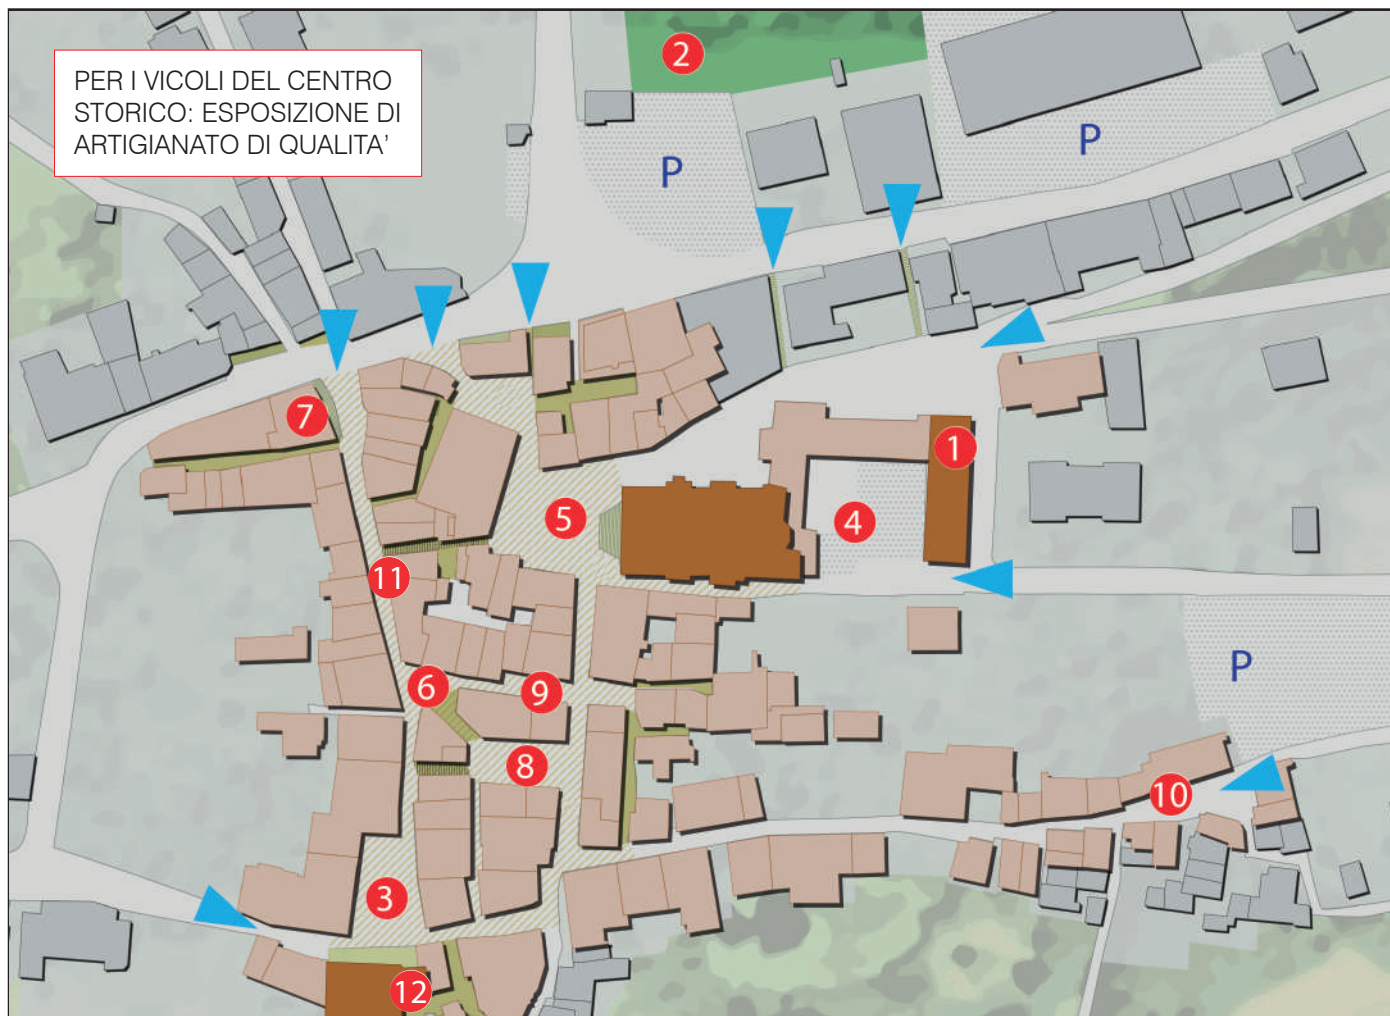 PER I VICOLI DEL CENTRO
STORICO: ESPOSIZIONE DI
ARTIGIANATO DI QUALITA’
2
P
P
7
1
5
4
11
P
6
9
8
10
3
12